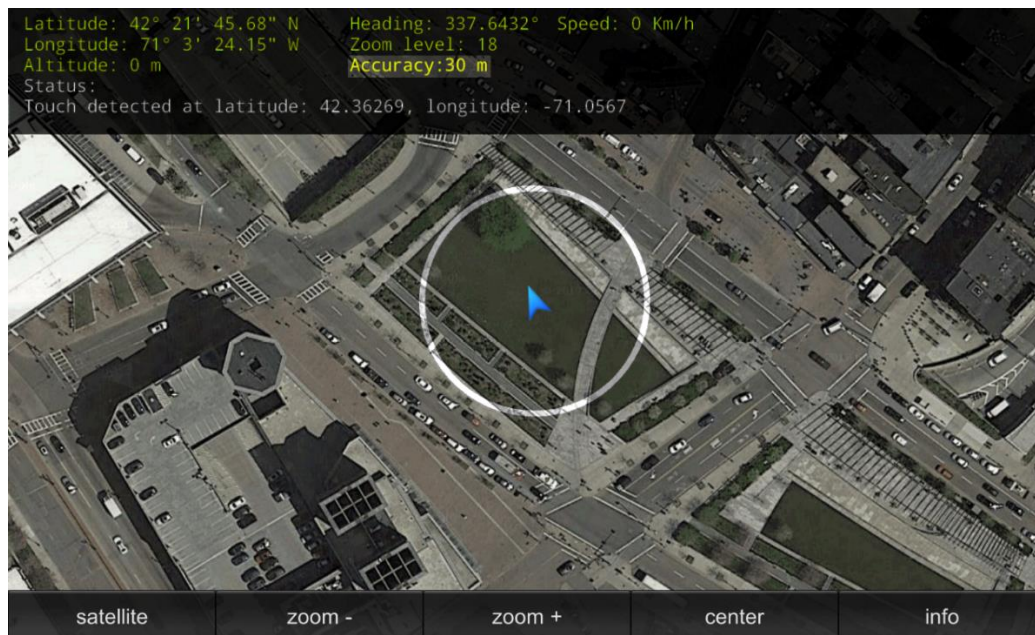 Latitude: 42° 21' 45.68" N Heading: 337.6432° Speed: 0 Km/h
Longitude: 71° 3' 24.15" W Zoom level: 18
Altitude: 0 m Accuracy:30 m
Status:
Touch detected at latitude: 42.36269, longitude: -71.0567
satellite zoom - zoom + center info